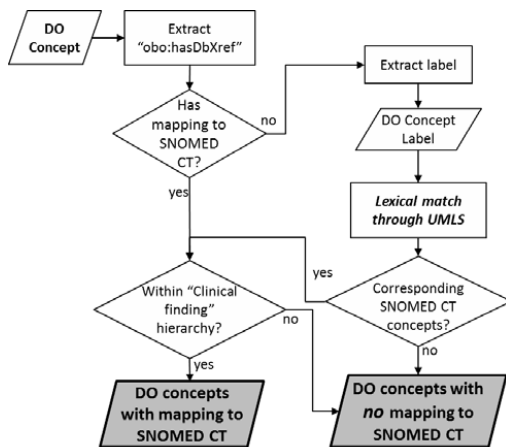 DO
Concept
Extract
“obo:hasDbXref”
Extract label
Has
mapping to
SNOMED
CT?
no
yes
DO Concept
Label
Lexical match
through UMLS
Within “Clinical
finding”
hierarchy?
no
yes
Corresponding
SNOMED CT
concepts?
yes
no
DO concepts
with mapping to
SNOMED CT
DO concepts with
no mapping to
SNOMED CT